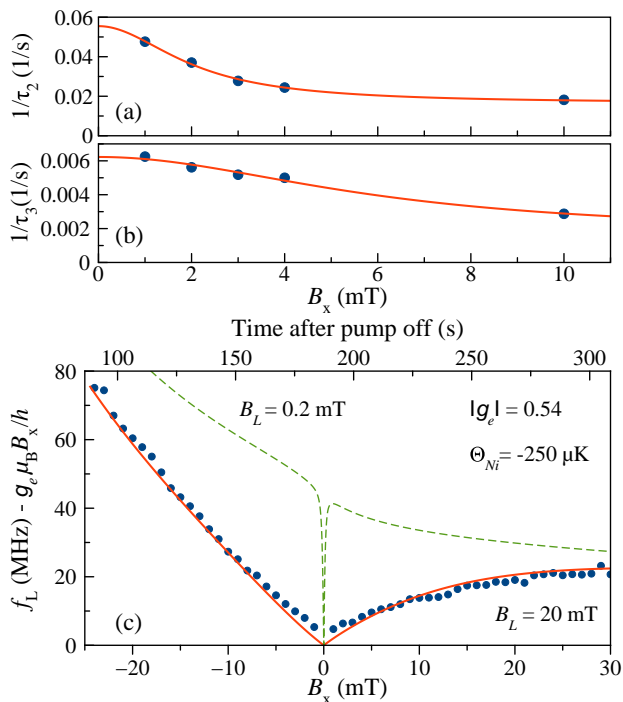 0.06
0.04
0.02
0
1/τ2 (1/s)
(a)
0.006
0.004
0.002
0
1/τ3(1/s)
(b)
0 2 4 6 8 10
Bx (mT)
Time after pump off (s)
100 150 200 250 300
80
60
40
20
0
fL (MHz) - geμBBx/h
BL = 0.2 mT
|ge| = 0.54
ΘNi = -250 μK
BL = 20 mT
(c)
−20 −10 0 10 20 30
Bx (mT)